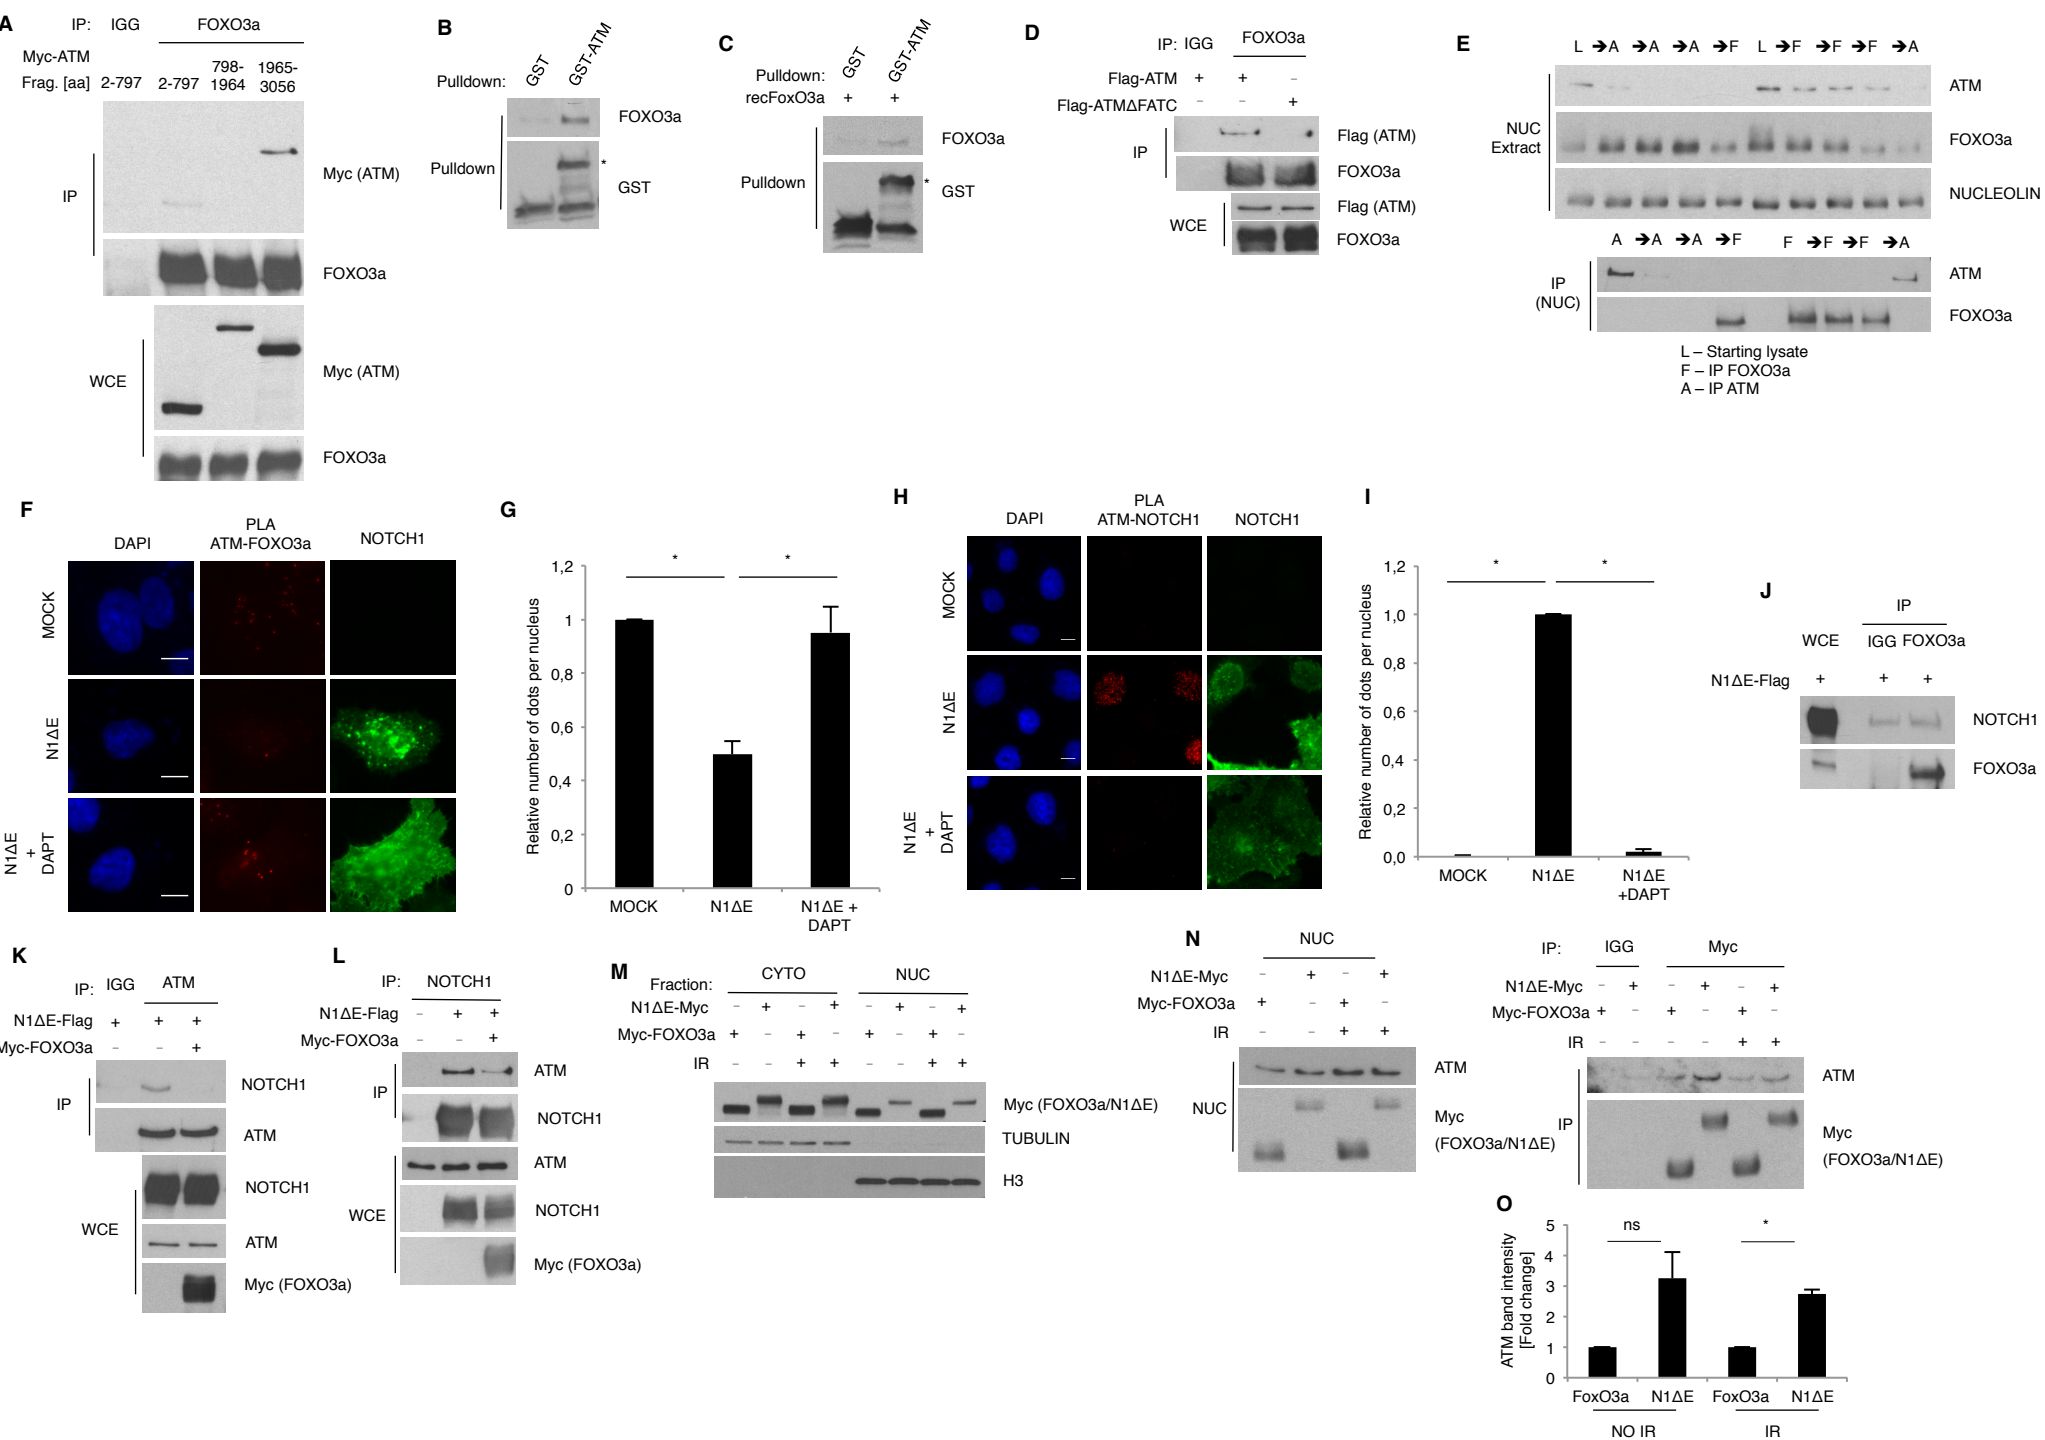 A
IP: IGG FOXO3a
Myc-ATM
Frag. [aa] 2-797 2-797 798-1964 1965-3056
IP
Myc (ATM)
FOXO3a
WCE
Myc (ATM)
FOXO3a
B
Pulldown: GST GST-ATM
Pulldown
FOXO3a
*
GST
C
Pulldown: GST GST-ATM
recFoxO3a + +
Pulldown
FOXO3a
*
GST
D
IP: IGG FOXO3a
Flag-ATM + + –
Flag-ATMΔFATC – – +
IP
Flag (ATM)
FOXO3a
WCE
Flag (ATM)
FOXO3a
E
L ➔A ➔A ➔A ➔F L ➔F ➔F ➔F ➔A
NUC
Extract
ATM
FOXO3a
NUCLEOLIN
A ➔A ➔A ➔F F ➔F ➔F ➔A
IP
(NUC)
ATM
FOXO3a
L – Starting lysate
F – IP FOXO3a
A – IP ATM
F
DAPI
PLA
ATM-FOXO3a
NOTCH1
MOCK
N1ΔE
N1ΔE
+
DAPT
G
Relative number of dots per nucleus
1,2
1
0,8
0,6
0,4
0,2
0
* *
MOCK N1ΔE N1ΔE +
DAPT
H
DAPI
PLA
ATM-NOTCH1
NOTCH1
MOCK
N1ΔE
N1ΔE
+
DAPT
I
Relative number of dots per nucleus
1,2
1,0
0,8
0,6
0,4
0,2
0,0
* *
MOCK N1ΔE N1ΔE
+DAPT
J
IP
WCE IGG FOXO3a
N1ΔE-Flag + + +
NOTCH1
FOXO3a
K
IP: IGG ATM
N1ΔE-Flag + + +
Myc-FOXO3a – – +
IP
NOTCH1
ATM
WCE
NOTCH1
ATM
Myc (FOXO3a)
L
IP: NOTCH1
N1ΔE-Flag – + +
Myc-FOXO3a – – +
IP
ATM
NOTCH1
WCE
ATM
NOTCH1
Myc (FOXO3a)
M
Fraction: CYTO NUC
N1ΔE-Myc – + – + – + – +
Myc-FOXO3a + – + – + – + –
IR – – + + – – + +
Myc (FOXO3a/N1ΔE)
TUBULIN
H3
N
NUC
N1ΔE-Myc – + – +
Myc-FOXO3a + – + –
IR – – + +
NUC
ATM
Myc
(FOXO3a/N1ΔE)
IP: IGG Myc
N1ΔE-Myc – + – + – +
Myc-FOXO3a + – + – + –
IR – – – – + +
IP
ATM
Myc
(FOXO3a/N1ΔE)
O
ATM band intensity
[Fold change]
5
4
3
2
1
0
ns *
FoxO3a N1ΔE FoxO3a N1ΔE
NO IR IR